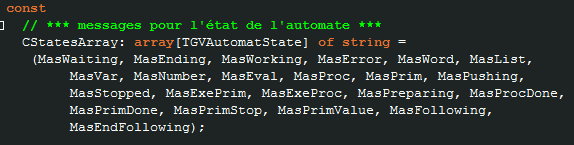 const
// *** messages pour l'état de l'automate ***
CStatesArray: array[TGVAutomatState] of string =
(MasWaiting, MasEnding, MasWorking, MasError, MasWord, MasList,
MasVar, MasNumber, MasEval, MasProc, MasPrim, MasPushing,
MasStopped, MasExePrim, MasExeProc, MasPreparing, MasProcDone,
MasPrimDone, MasPrimStop, MasPrimValue, MasFollowing,
MasEndFollowing);